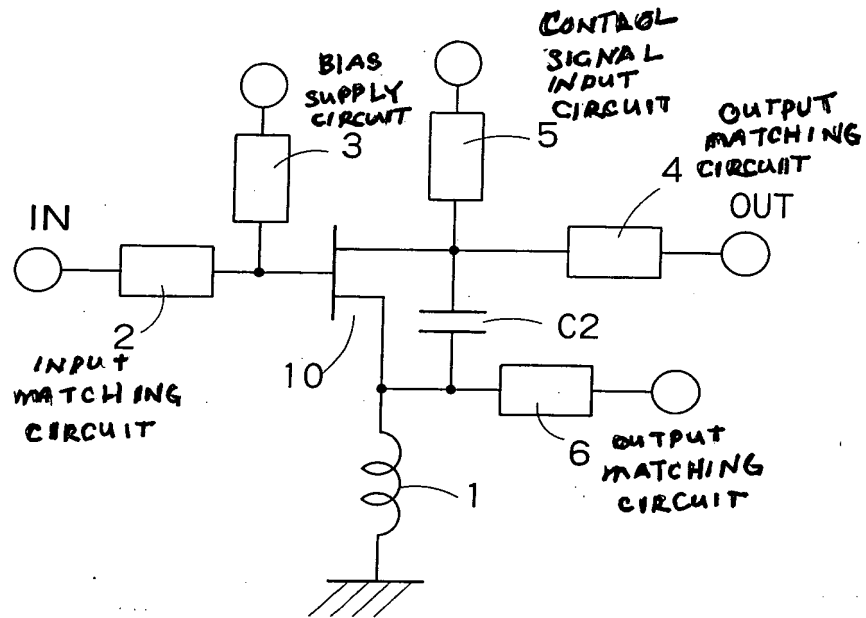 BIAS
SUPPLY
CIRCUIT
3
CONTROL
SIGNAL
INPUT
CIRCUIT
5
OUTPUT
MATCHING
CIRCUIT
4
OUT
IN
2
INPUT
MATCHING
CIRCUIT
10
C2
6
OUTPUT
MATCHING
CIRCUIT
1